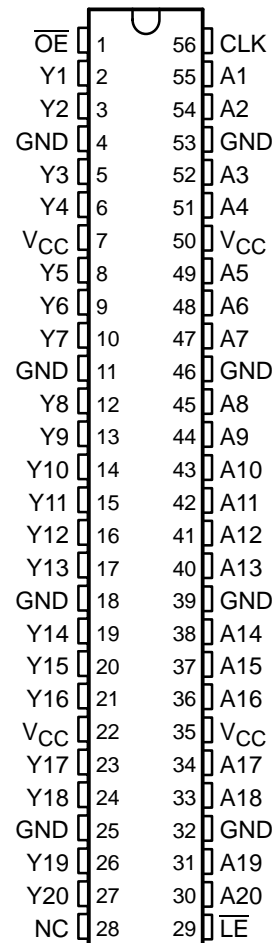 OE 1 56 CLK
Y1 2 55 A1
Y2 3 54 A2
GND 4 53 GND
Y3 5 52 A3
Y4 6 51 A4
VCC 7 50 VCC
Y5 8 49 A5
Y6 9 48 A6
Y7 10 47 A7
GND 11 46 GND
Y8 12 45 A8
Y9 13 44 A9
Y10 14 43 A10
Y11 15 42 A11
Y12 16 41 A12
Y13 17 40 A13
GND 18 39 GND
Y14 19 38 A14
Y15 20 37 A15
Y16 21 36 A16
VCC 22 35 VCC
Y17 23 34 A17
Y18 24 33 A18
GND 25 32 GND
Y19 26 31 A19
Y20 27 30 A20
NC 28 29 LE